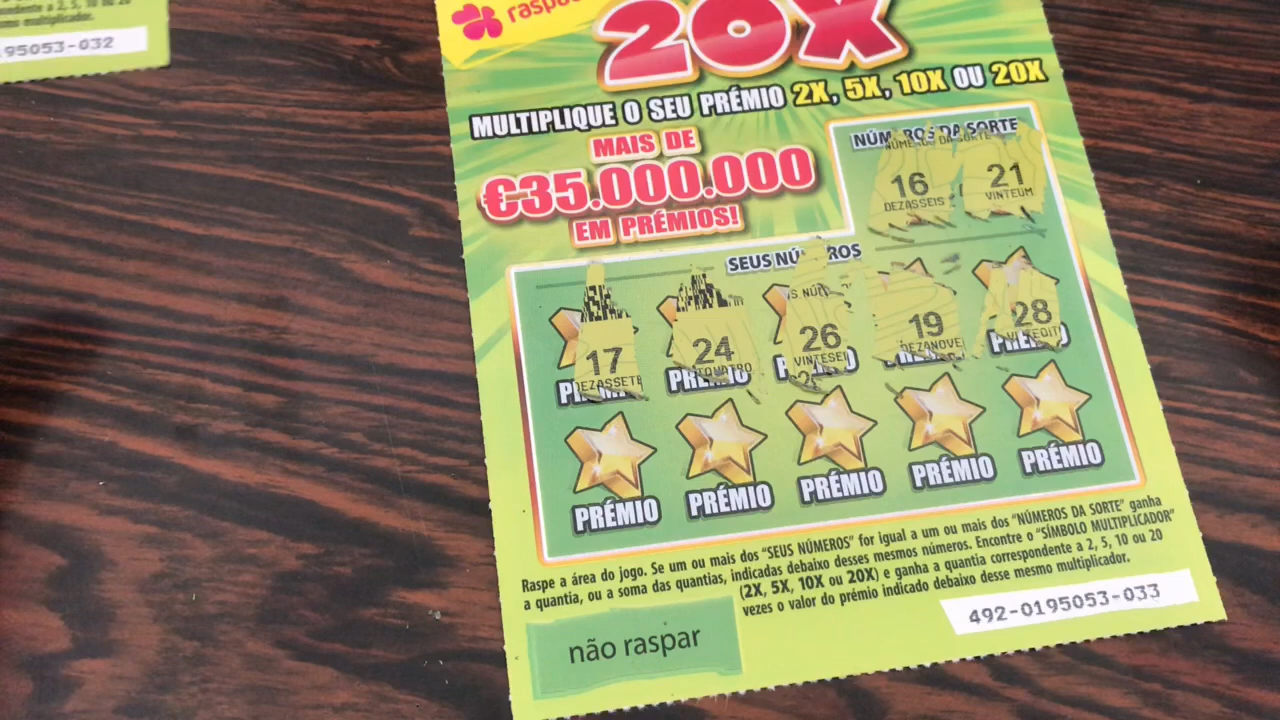 195053-032
20X
MULTIPLIQUE O SEU PRÉMIO 2X, 5X, 10X OU 20X
MAIS DE
€35.000.000
EM PRÉMIOS!
NÚMEROS DA SORTE
16 21
DEZASSEIS VINTEUM
SEUS NÚMEROS
17 24 26 19 28
DEZASSETE DEZANOVE
PRÉMIO PRÉMIO PRÉMIO PRÉMIO PRÉMIO
Raspe a área do jogo. Se um ou mais dos "SEUS NÚMEROS" for igual a um ou mais dos "NÚMEROS DA SORTE" ganha
a quantia, ou a soma das quantias, indicadas debaixo desses mesmos números. Encontre o "SÍMBOLO MULTIPLICADOR"
(2X, 5X, 10X ou 20X) e ganha a quantia correspondente a 2, 5, 10 ou 20
vezes o valor do prémio indicado debaixo desse mesmo multiplicador.
não raspar
492-0195053-033